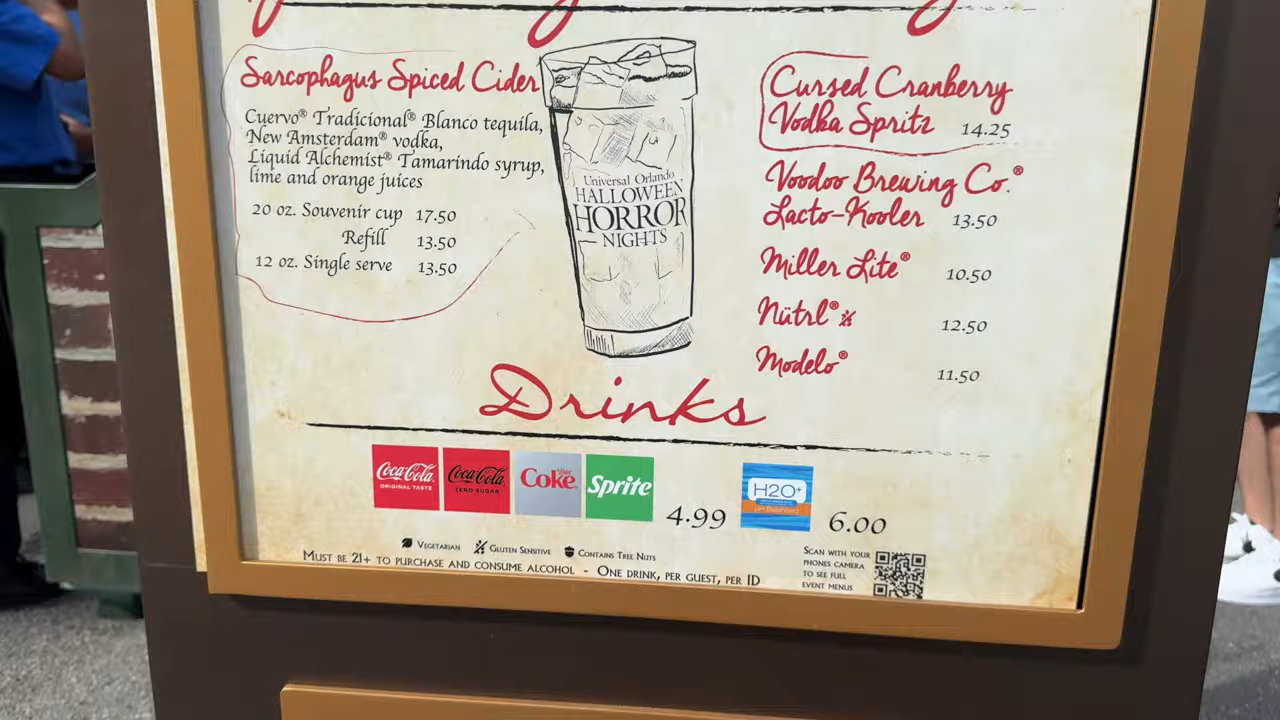 Sarcophagus Spiced Cider
Cuervo® Tradicional® Blanco tequila,
New Amsterdam® vodka,
Liquid Alchemist® Tamarindo syrup,
lime and orange juices
20 oz. Souvenir cup 17.50
Refill 13.50
12 oz. Single serve 13.50
Universal Orlando
HALLOWEEN
HORROR
NIGHTS
Cursed Cranberry
Vodka Spritz 14.25
Voodoo Brewing Co.®
Lacto-Kooler 13.50
Miller Lite® 10.50
Nütrl® 12.50
Modelo® 11.50
Drinks
Coca-Cola
ORIGINAL TASTE
Coca-Cola
ZERO SUGAR
Diet
Coke
Sprite
4.99
H2O+
pH Balanced
6.00
VEGETARIAN GLUTEN SENSITIVE CONTAINS TREE NUTS
MUST BE 21+ TO PURCHASE AND CONSUME ALCOHOL - ONE DRINK, PER GUEST, PER ID
SCAN WITH YOUR
PHONES CAMERA
TO SEE FULL
EVENT MENUS